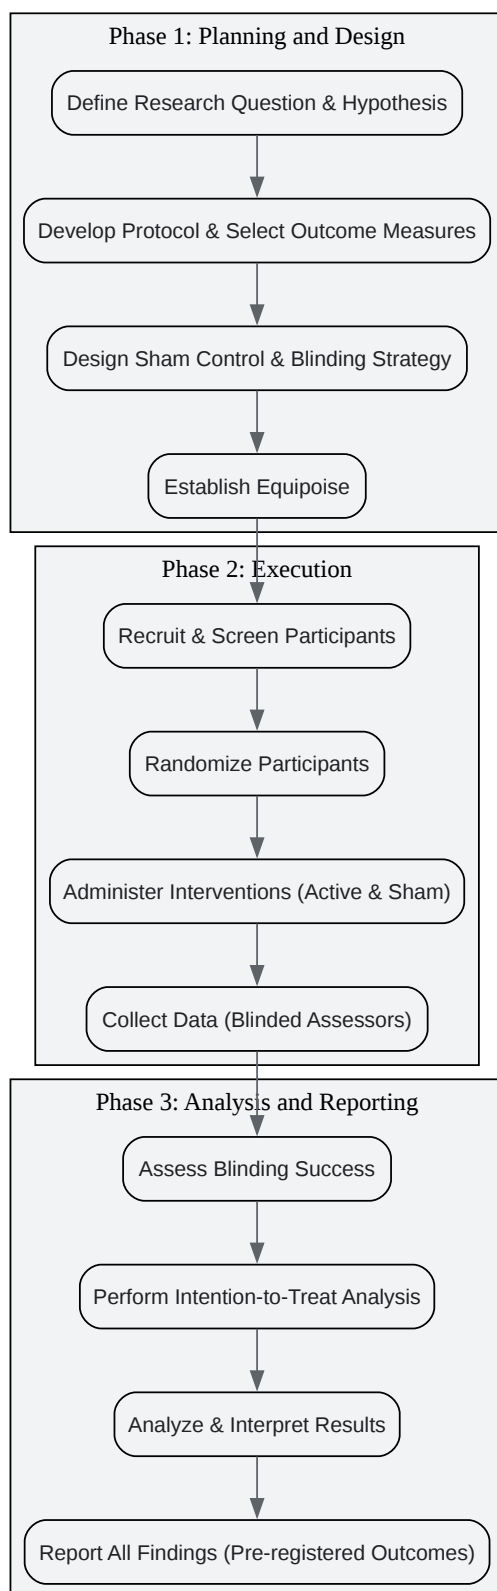 Phase 1: Planning and Design
Define Research Question & Hypothesis
Develop Protocol & Select Outcome Measures
Design Sham Control & Blinding Strategy
Establish Equipoise
Phase 2: Execution
Recruit & Screen Participants
Randomize Participants
Administer Interventions (Active & Sham)
Collect Data (Blinded Assessors)
Phase 3: Analysis and Reporting
Assess Blinding Success
Perform Intention-to-Treat Analysis
Analyze & Interpret Results
Report All Findings (Pre-registered Outcomes)